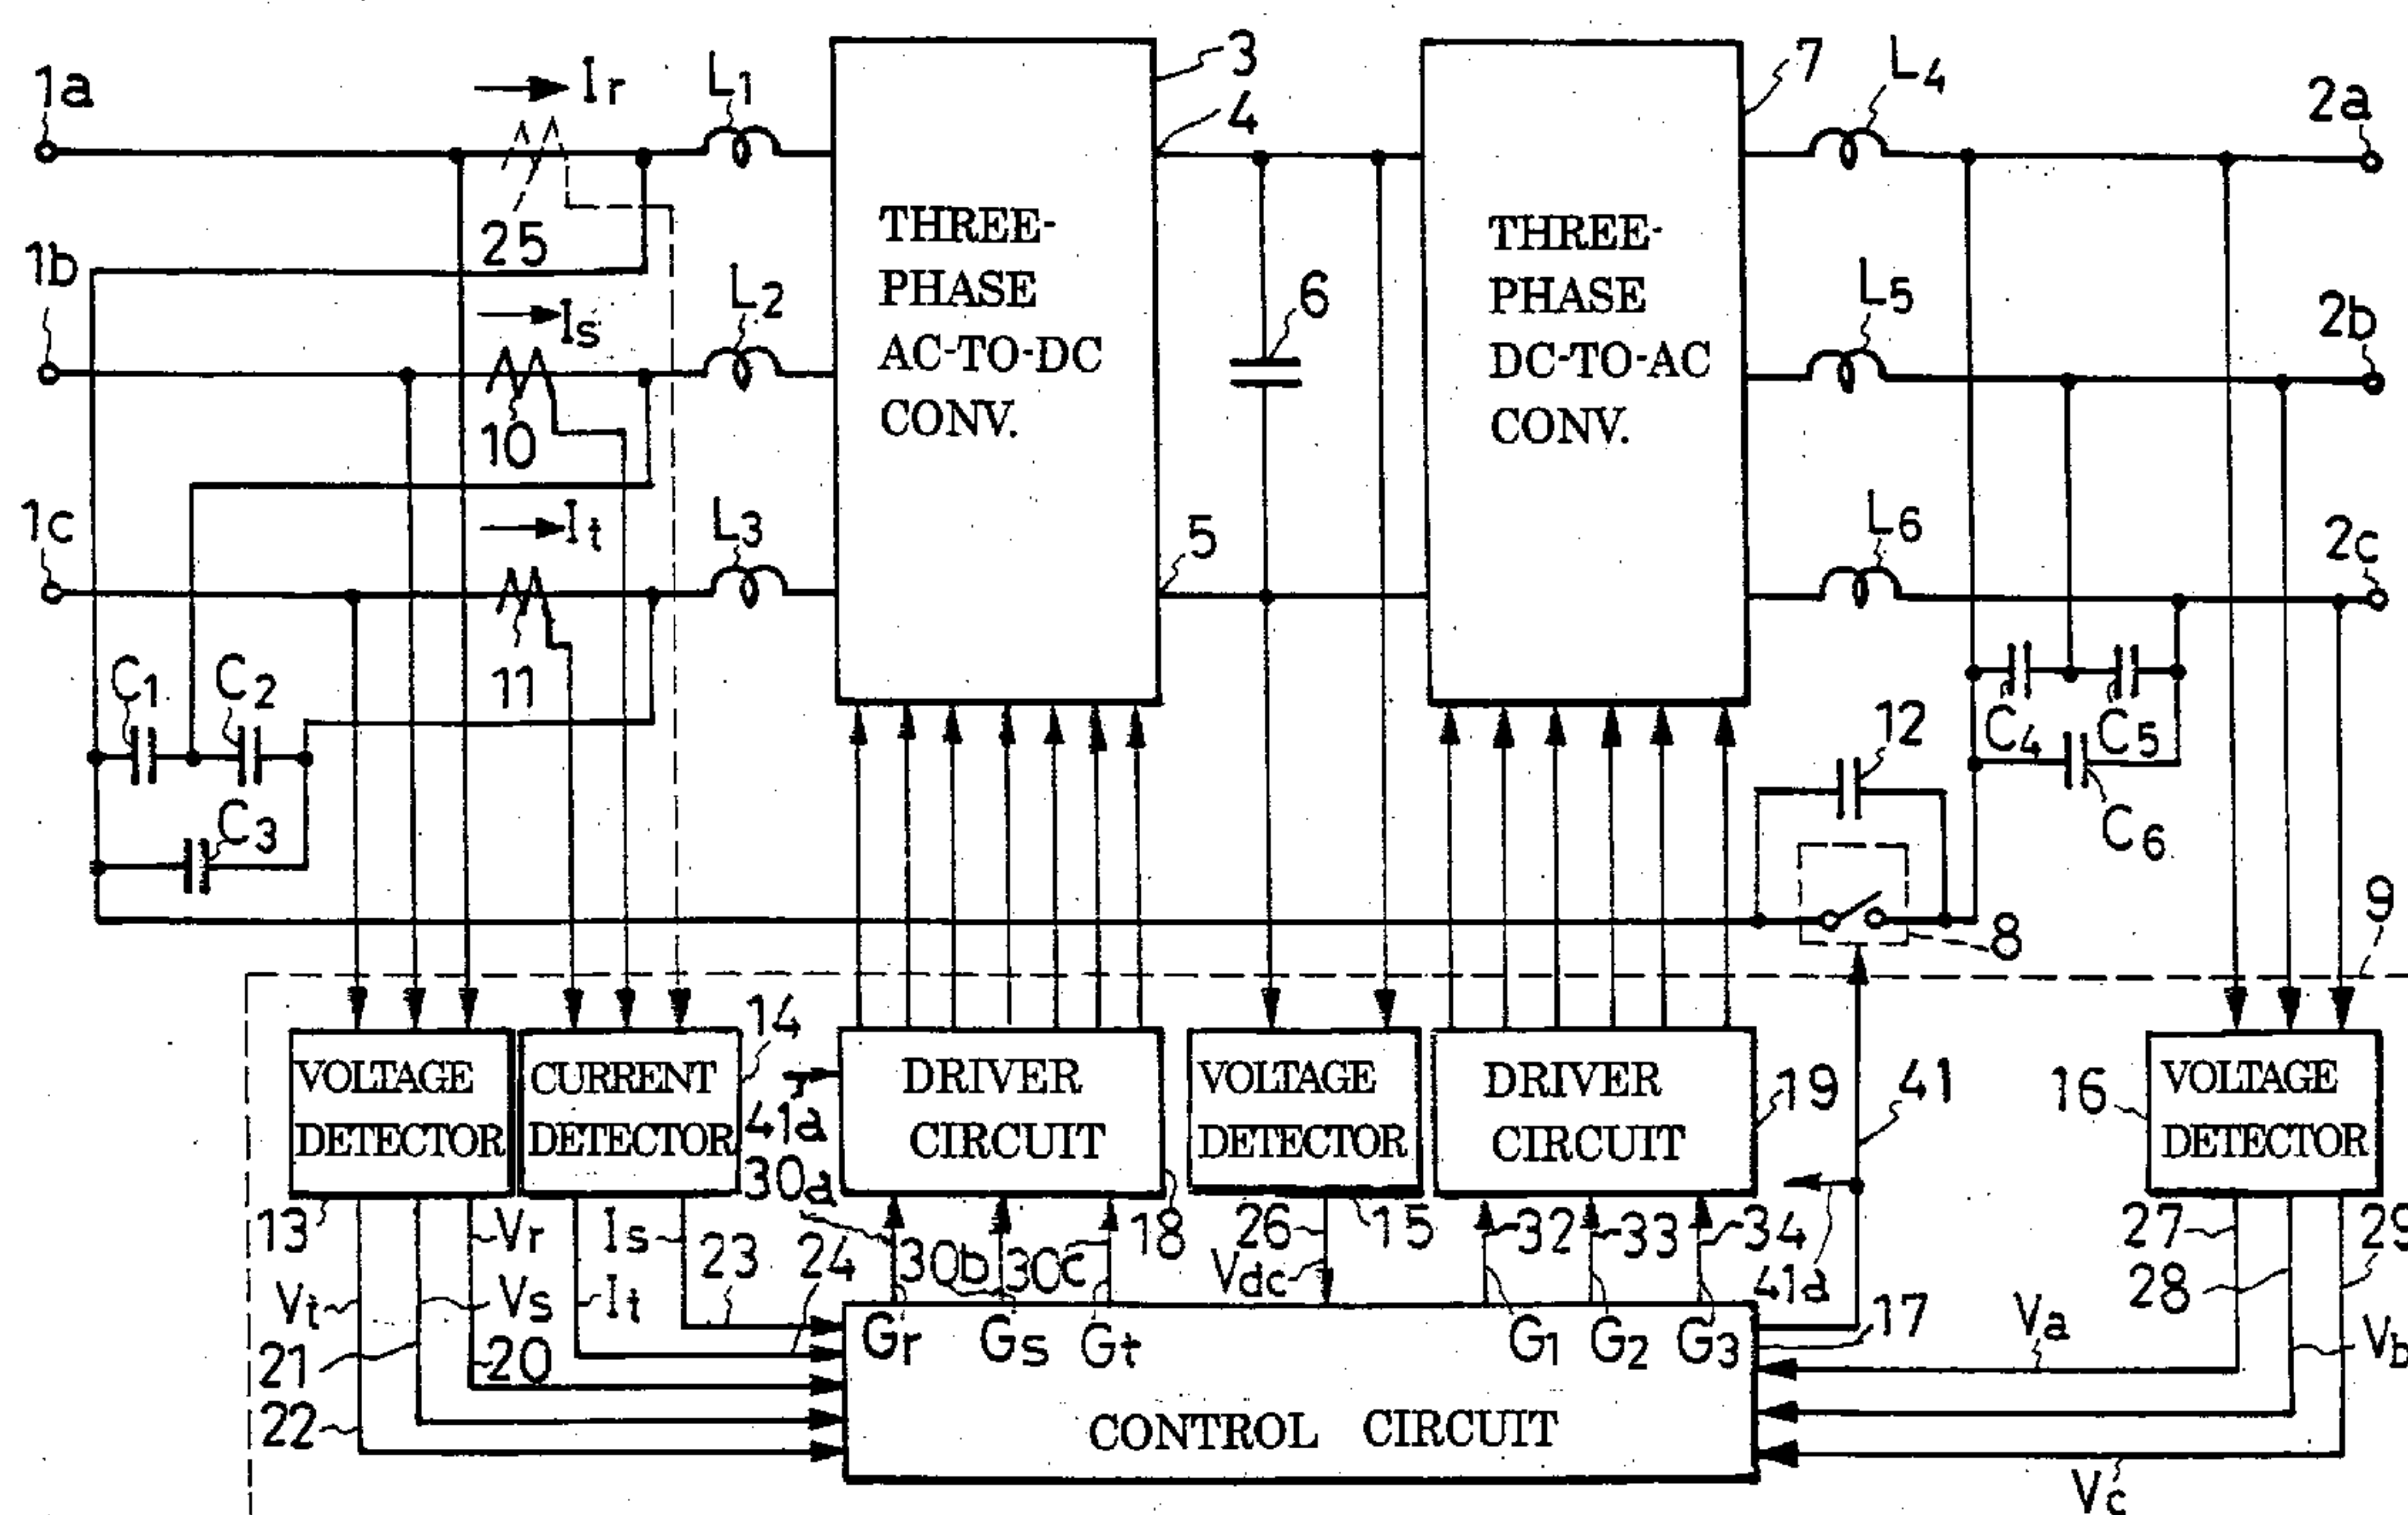 1a
Ir
L1
3
4
7
L4
2a
25
1b
Is
L2
THREE-
PHASE
AC-TO-DC
CONV.
6
THREE-
PHASE
DC-TO-AC
CONV.
L5
2b
10
1c
It
L3
5
L6
2c
11
C1
C2
C3
12
C4
C5
C6
8
9
14
VOLTAGE
DETECTOR
CURRENT
DETECTOR
41a
DRIVER
CIRCUIT
VOLTAGE
DETECTOR
DRIVER
CIRCUIT
19
41
16
VOLTAGE
DETECTOR
30a
13
Vr
Is
23
24
30b
30c
18
26
15
32
33
34
27
29
Vt
Vs
It
Vdc
41a
28
21
20
22
Gr
Gs
Gt
G1
G2
G3
17
Va
Vb
CONTROL CIRCUIT
Vc